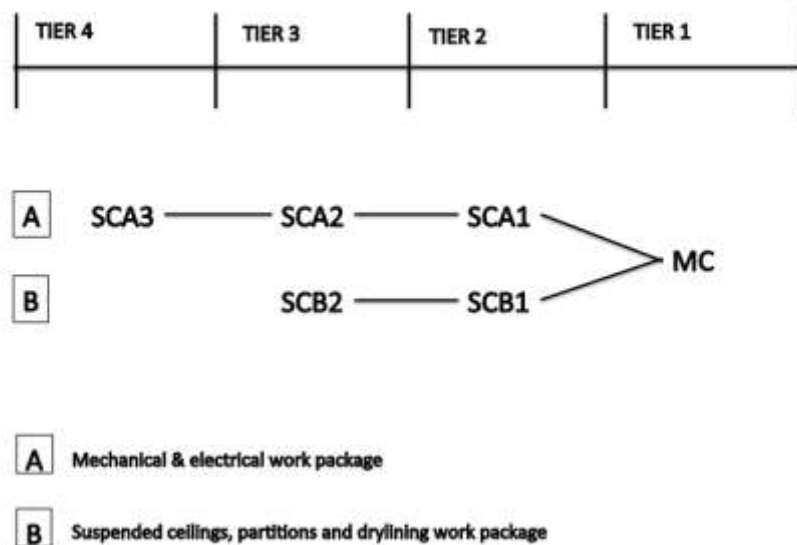 TIER 4 TIER 3 TIER 2 TIER 1
A SCA3 SCA2 SCA1
MC
B SCB2 SCB1
A Mechanical & electrical work package
B Suspended ceilings, partitions and drylining work package